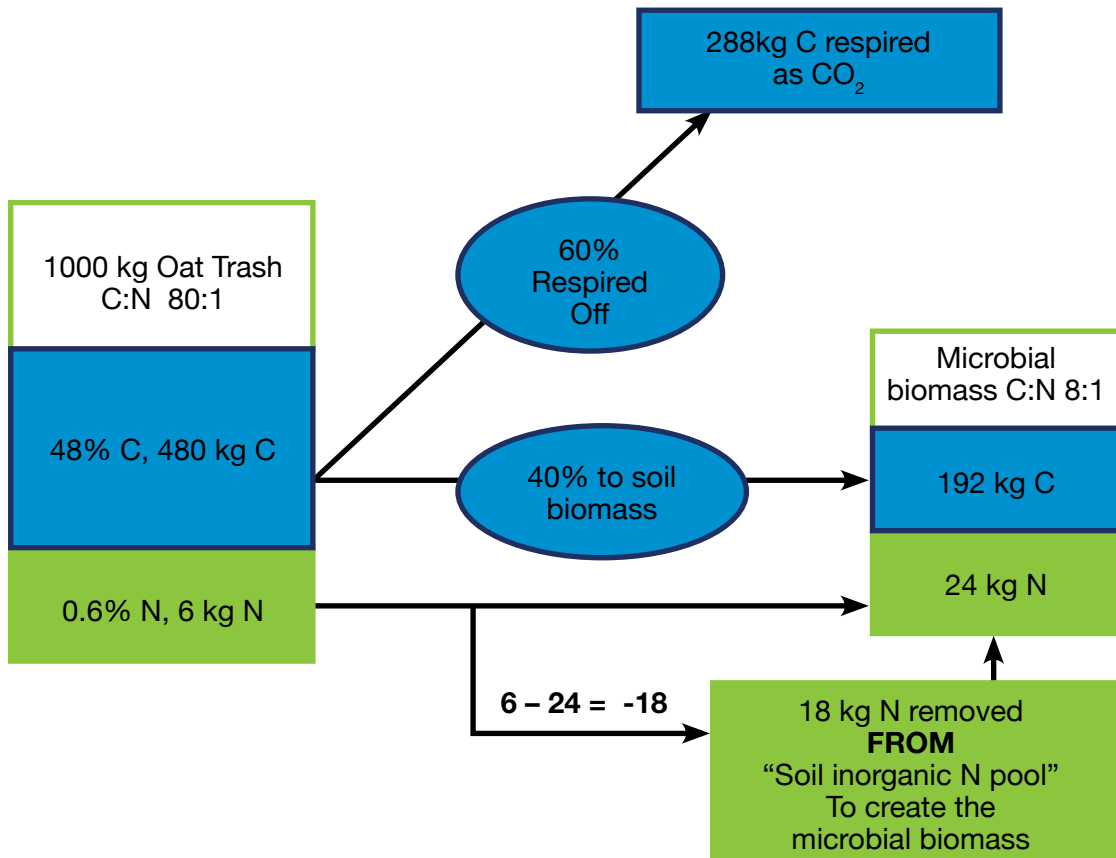 288kg C respired
as CO₂
60%
Respired
Off
1000 kg Oat Trash
C:N 80:1
48% C, 480 kg C
0.6% N, 6 kg N
40% to soil
biomass
Microbial
biomass C:N 8:1
192 kg C
24 kg N
6 – 24 = -18
18 kg N removed
FROM
“Soil inorganic N pool”
To create the
microbial biomass